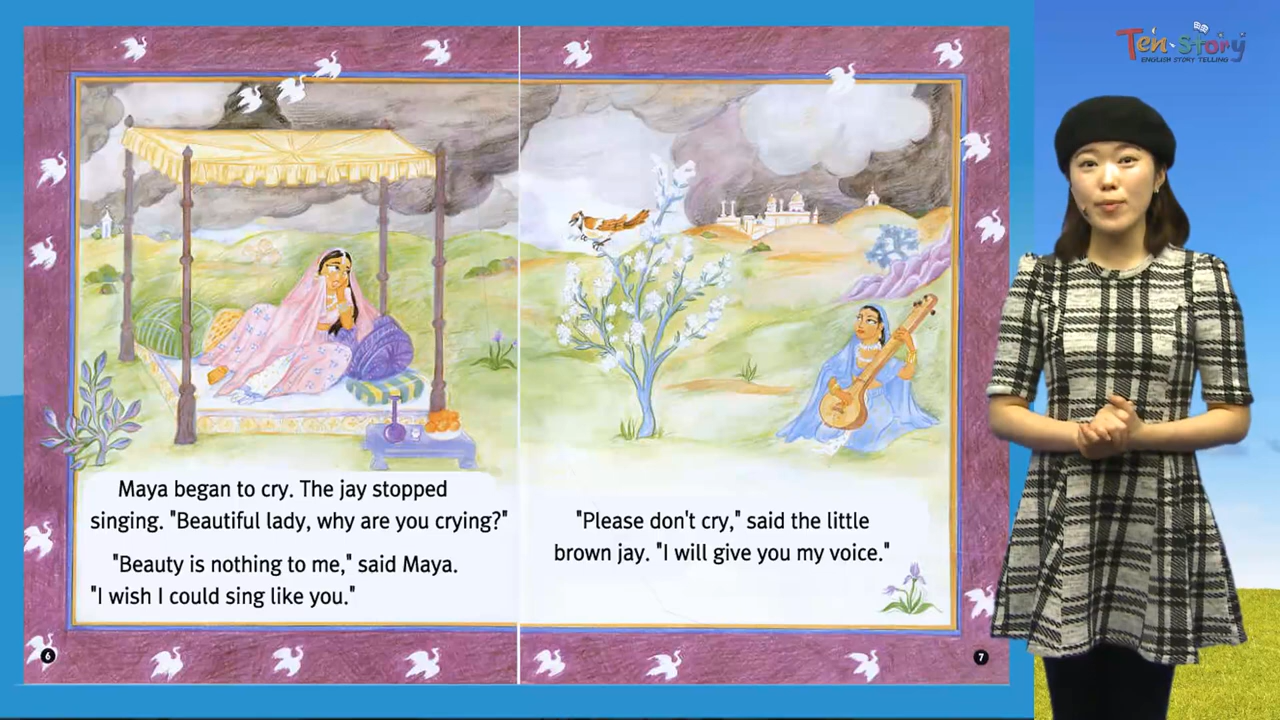 Ten Story
ENGLISH STORY TELLING
Maya began to cry. The jay stopped
singing. "Beautiful lady, why are you crying?"
"Beauty is nothing to me," said Maya.
"I wish I could sing like you."
"Please don't cry," said the little
brown jay. "I will give you my voice."
6
7